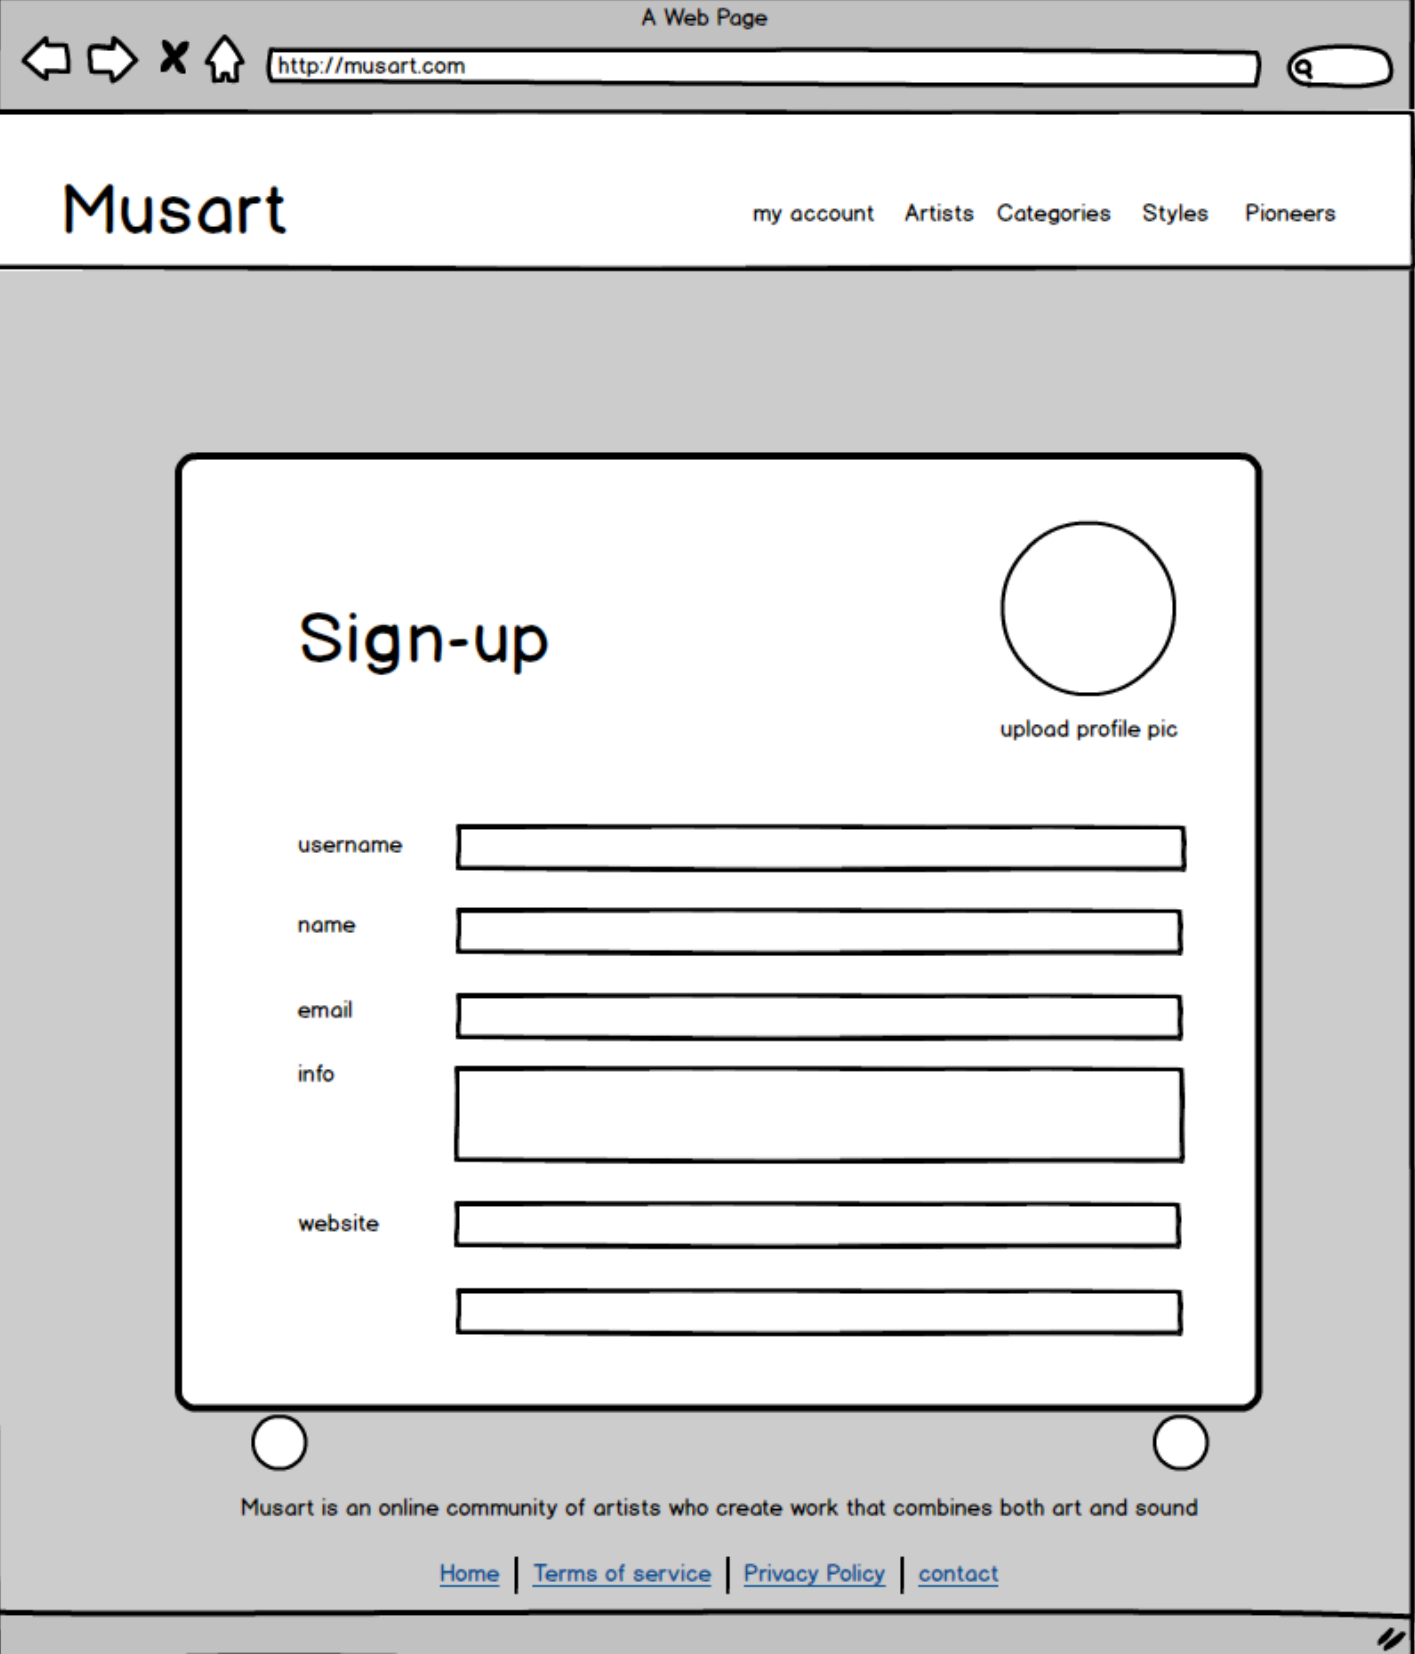 A Web Page
http://musart.com
Musart
my account Artists Categories Styles Pioneers
Sign-up
upload profile pic
username
name
email
info
website
Musart is an online community of artists who create work that combines both art and sound
Home | Terms of service | Privacy Policy | contact